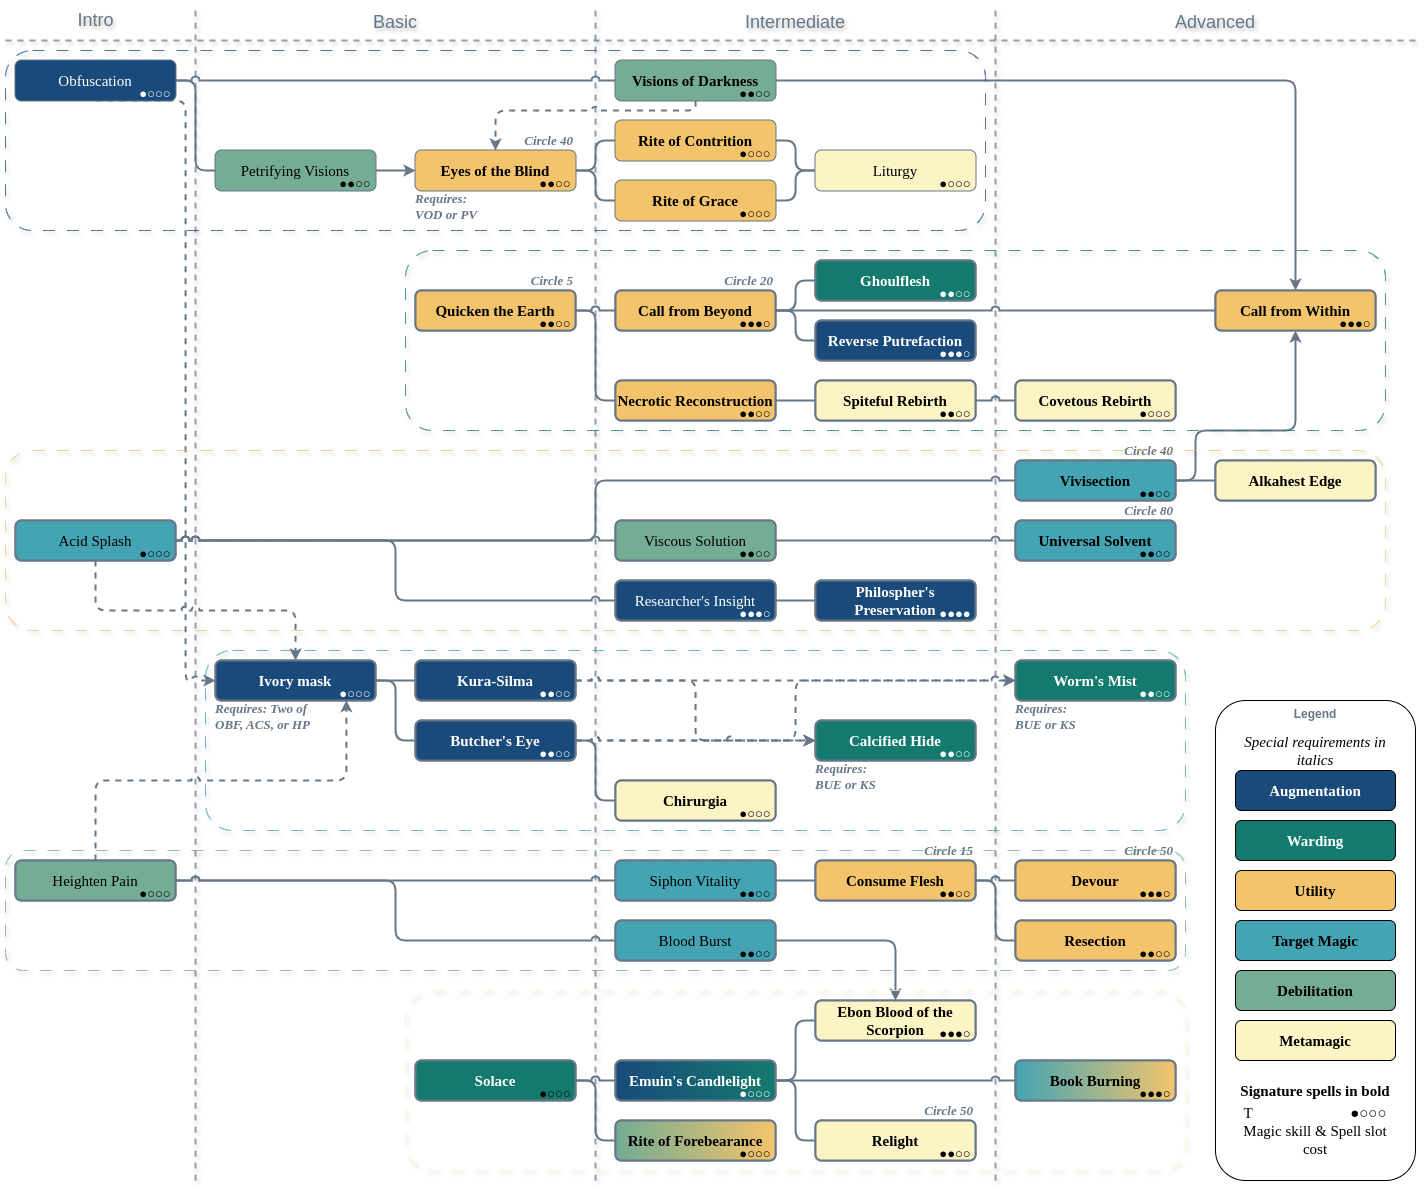 Intro
Basic
Intermediate
Advanced
Obfuscation
●○○○
Visions of Darkness
●●○○
Circle 40
Rite of Contrition
●○○○
Petrifying Visions
●●○○
Eyes of the Blind
●●○○
Liturgy
●○○○
Requires:
VOD or PV
Rite of Grace
●○○○
Circle 5
Circle 20
Ghoulflesh
●●○○
Quicken the Earth
●●○○
Call from Beyond
●●●○
Call from Within
●●●○
Reverse Putrefaction
●●●○
Necrotic Reconstruction
●●○○
Spiteful Rebirth
●●○○
Covetous Rebirth
●○○○
Circle 40
Vivisection
●●○○
Alkahest Edge
Circle 80
Acid Splash
●○○○
Viscous Solution
●●○○
Universal Solvent
●●○○
Researcher's Insight
●●●○
Philospher's
Preservation
●●●●
Ivory mask
●○○○
Requires: Two of
OBF, ACS, or HP
Kura-Silma
●●○○
Worm's Mist
●●○○
Requires:
BUE or KS
Butcher's Eye
●●○○
Calcified Hide
●●○○
Requires:
BUE or KS
Chirurgia
●○○○
Circle 15
Circle 50
Heighten Pain
●○○○
Siphon Vitality
●●○○
Consume Flesh
●●○○
Devour
●●●○
Blood Burst
●●○○
Resection
●●○○
Ebon Blood of the
Scorpion
●●●○
Solace
●○○○
Emuin's Candlelight
●○○○
Book Burning
●●●○
Circle 50
Rite of Forebearance
●○○○
Relight
●●○○
Legend
Special requirements in
italics
Augmentation
Warding
Utility
Target Magic
Debilitation
Metamagic
Signature spells in bold
T ●○○○
Magic skill & Spell slot
cost